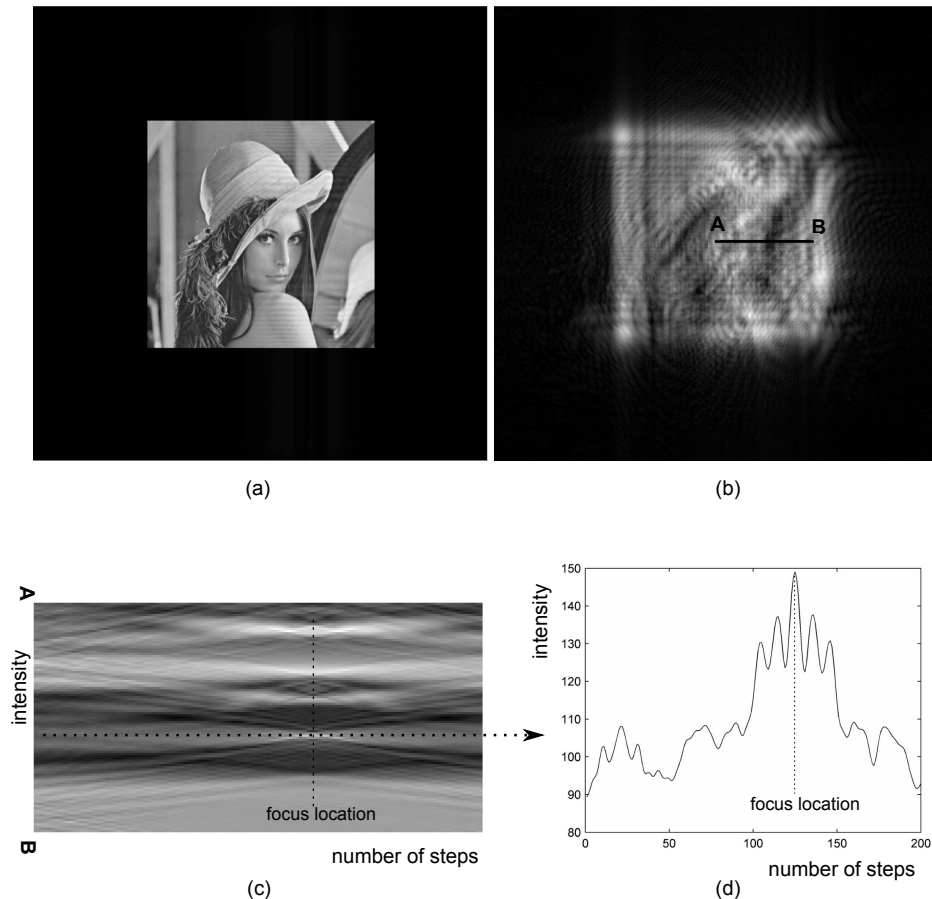 A
B
(a)
(b)
A
intensity
focus location
B
number of steps
(c)
150
140
130
120
110
100
90
80
intensity
focus location
0
50
100
150
200
number of steps
(d)